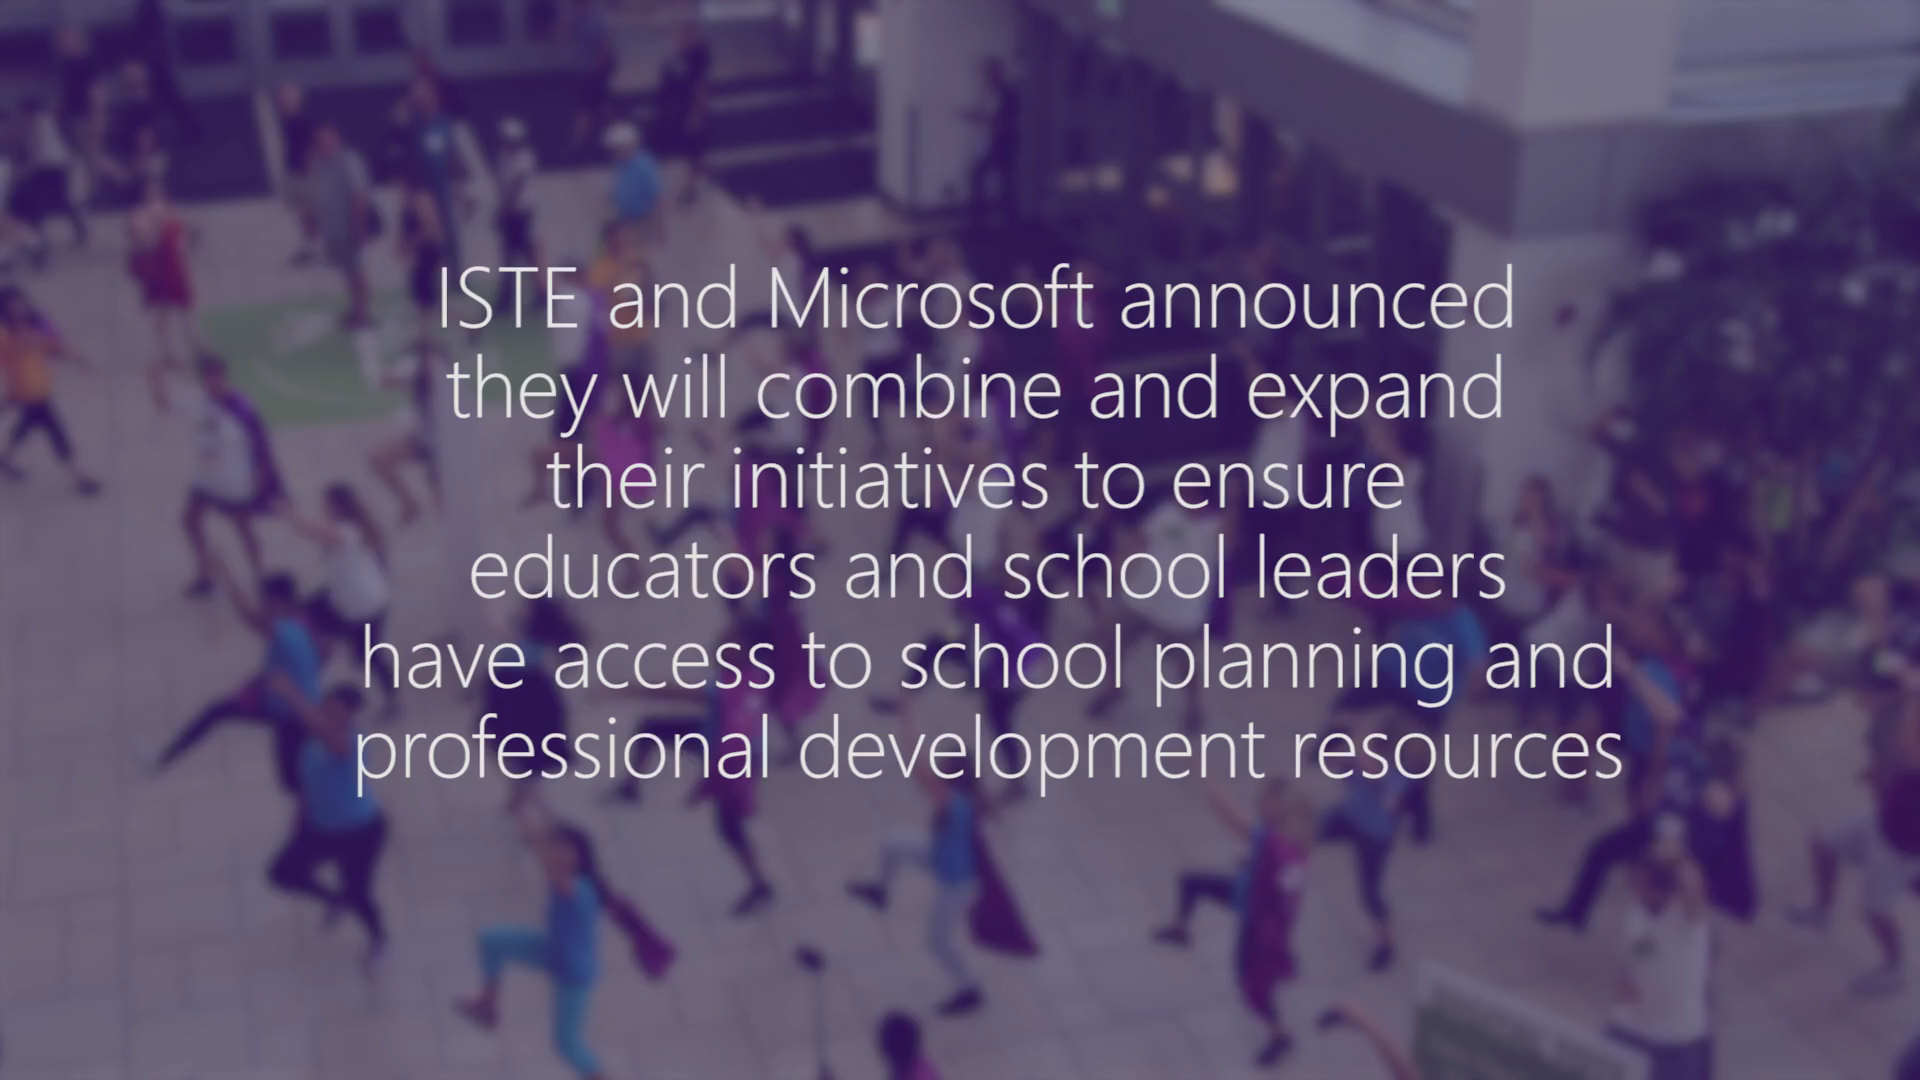 ISTE and Microsoft announced
they will combine and expand
their initiatives to ensure
educators and school leaders
have access to school planning and
professional development resources